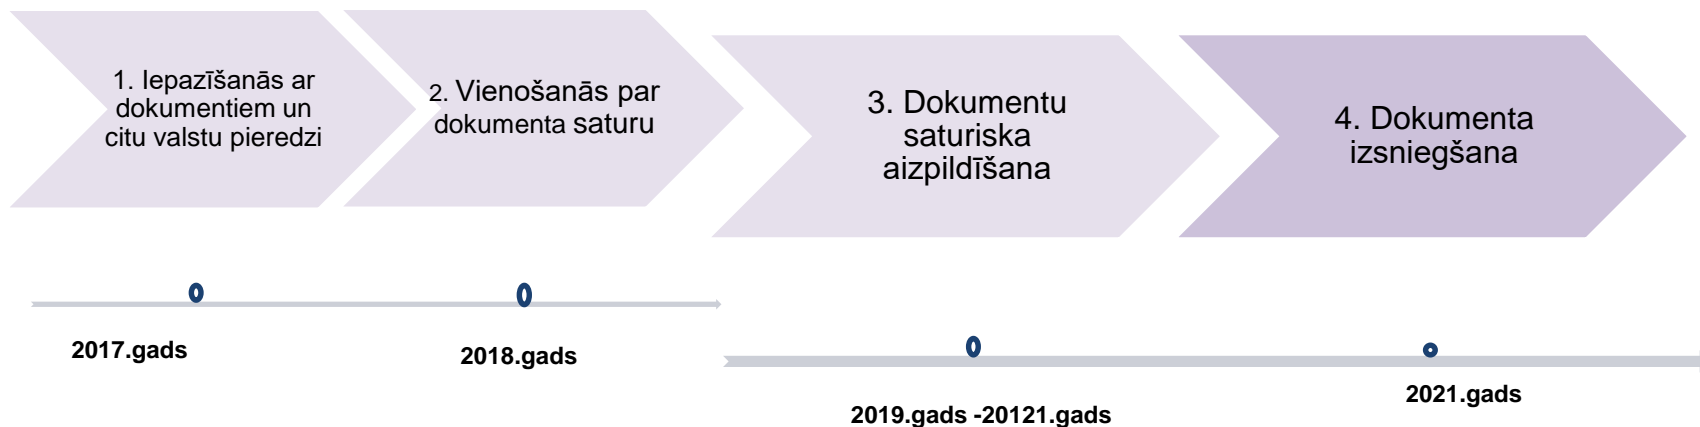 1. Iepazīšanās ar
dokumentiem un
citu valstu pieredzi
2. Vienošanās par
dokumenta saturu
3. Dokumentu
saturiska
aizpildīšana
4. Dokumenta
izsniegšana
2017.gads
2018.gads
2019.gads -20121.gads
2021.gads